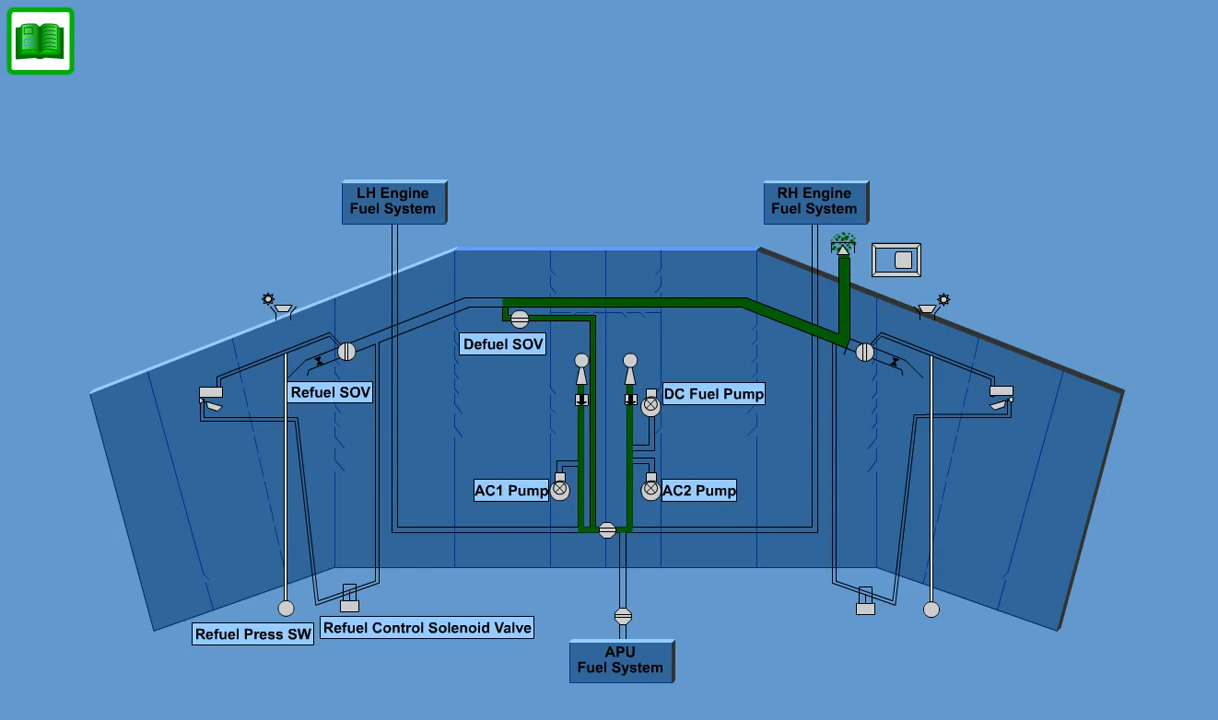 LH Engine
Fuel System
RH Engine
Fuel System
Defuel SOV
Refuel SOV
DC Fuel Pump
AC1 Pump
AC2 Pump
Refuel Press SW
Refuel Control Solenoid Valve
APU
Fuel System